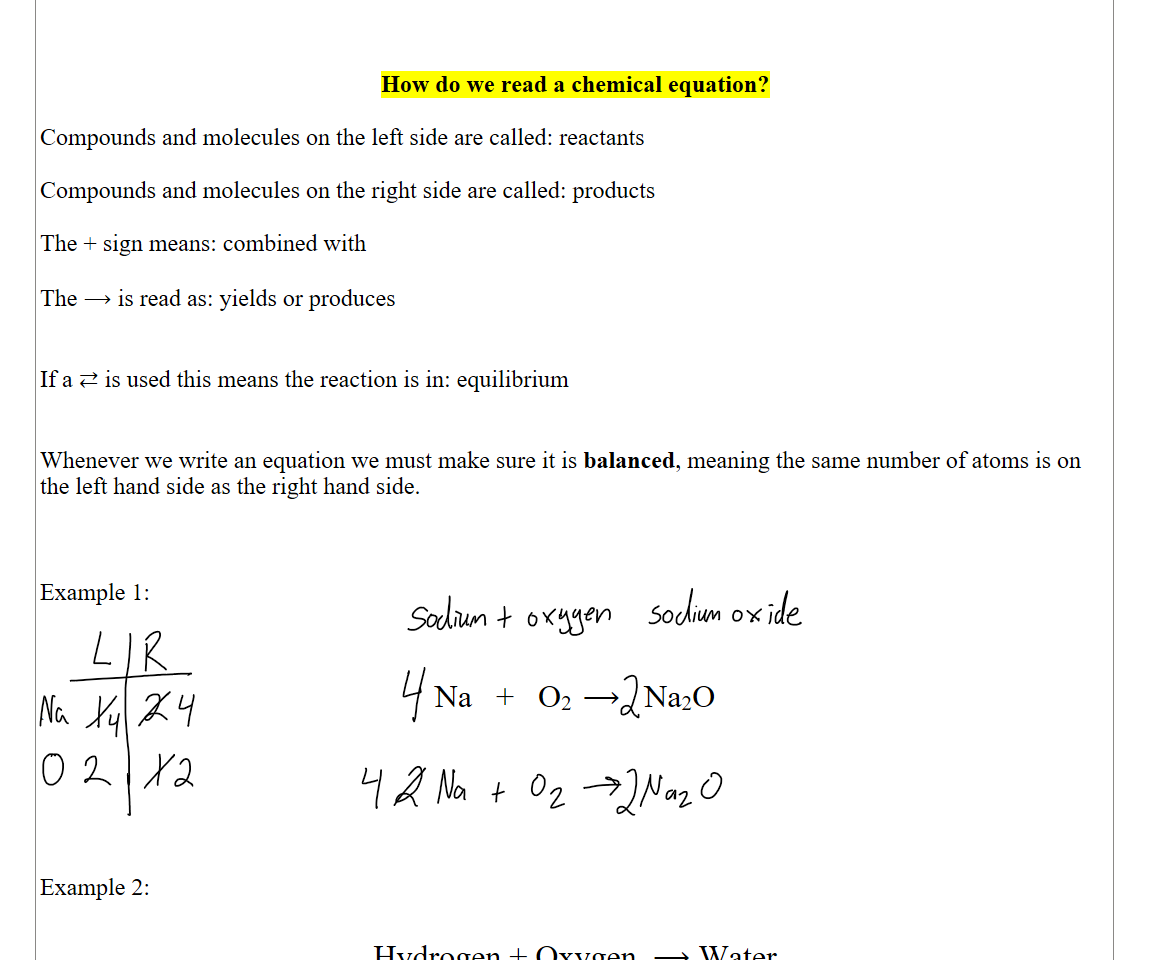 How do we read a chemical equation?
Compounds and molecules on the left side are called: reactants
Compounds and molecules on the right side are called: products
The + sign means: combined with
The ⟶ is read as: yields or produces
If a ⇄ is used this means the reaction is in: equilibrium
Whenever we write an equation we must make sure it is balanced, meaning the same number of atoms is on
the left hand side as the right hand side.
Example 1:
Sodium + oxygen sodium oxide
L R
4 Na + O₂ ⟶ 2 Na₂O
Na 1 4 2 4
O 2 1 2
4 2 Na + O₂ → 2 Na₂O
Example 2:
Hydrogen + Oxygen ⟶ Water